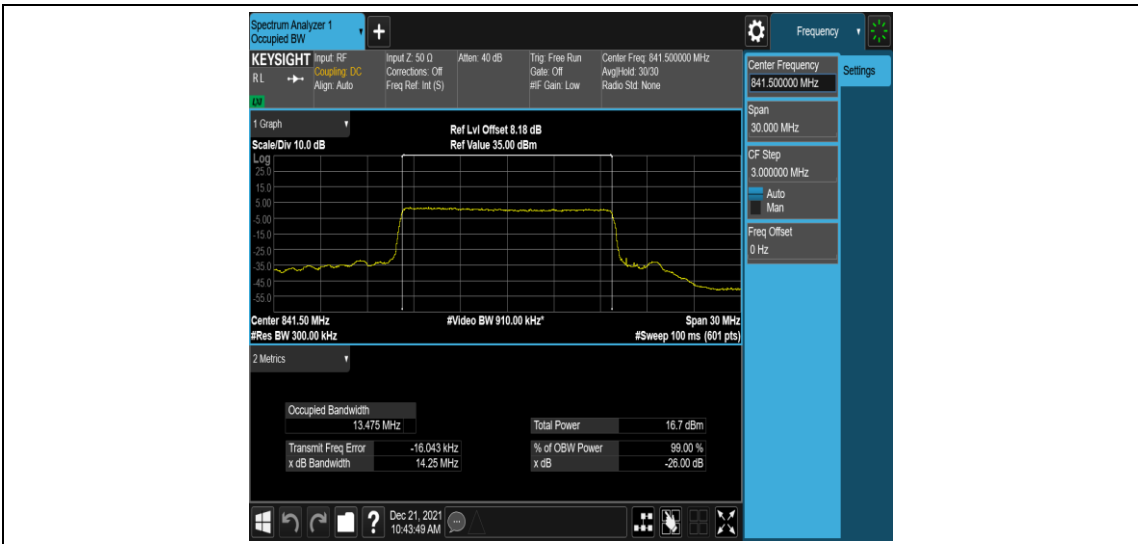 Spectrum Analyzer 1
Occupied BW
+
Frequency
KEYSIGHT
RL
LXI
Input: RF
Coupling: DC
Align: Auto
Input Z: 50 Ω
Corrections: Off
Freq Ref: Int (S)
Atten: 40 dB
Trig: Free Run
Gate: Off
#IF Gain: Low
Center Freq: 841.500000 MHz
Avg|Hold: 30/30
Radio Std: None
Center Frequency
841.500000 MHz
Settings
Span
30.000 MHz
CF Step
3.000000 MHz
Auto
Man
Freq Offset
0 Hz
1 Graph
Scale/Div 10.0 dB
Ref Lvl Offset 8.18 dB
Ref Value 35.00 dBm
Log
25.0
15.0
5.00
-5.00
-15.0
-25.0
-35.0
-45.0
-55.0
Center 841.50 MHz
#Video BW 910.00 kHz*
Span 30 MHz
#Res BW 300.00 kHz
#Sweep 100 ms (601 pts)
2 Metrics
Occupied Bandwidth
13.475 MHz
Total Power 16.7 dBm
Transmit Freq Error -16.043 kHz
% of OBW Power 99.00 %
x dB Bandwidth 14.25 MHz
x dB -26.00 dB
?
Dec 21, 2021
10:43:49 AM